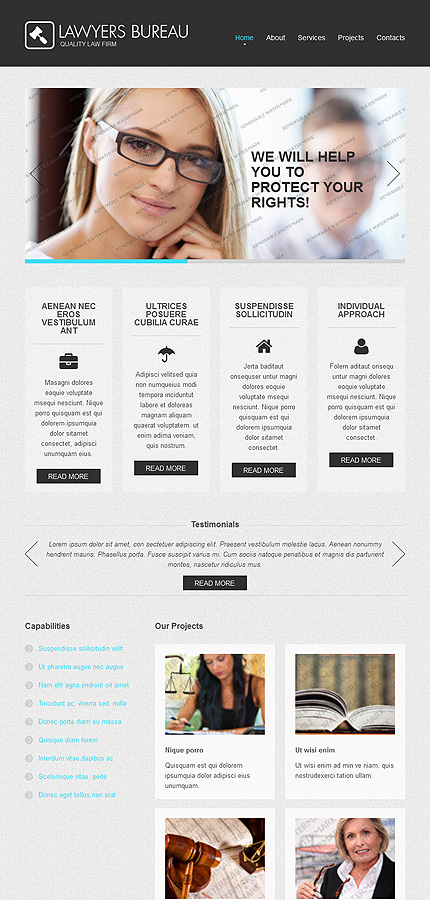 LAWYERS BUREAU
QUALITY LAW FIRM
Home About Services Projects Contacts
WE WILL HELP
YOU TO
PROTECT YOUR
RIGHTS!
REMOVABLE WATERMARK
AENEAN NEC
EROS
VESTIBULUM
ANT
Masagni dolores
eoquie voluptate
msequi nesciunt. Nique
porro quisquam est qui
dolorem ipsumquia
dolor sitamet
consectet, adipisci
unumquam eius.
READ MORE
ULTRICES
POSUERE
CUBILIA CURAE
Adipisci velitsed quia
non numqueius modi
tempora inciduntut
labore et doloreas
magnam aliquam
quaerat voluptatem. ut
enim adima veniam,
quis nostrum.
READ MORE
SUSPENDISSE
SOLLICITUDIN
Jerta baditaut
onsequser untur magni
dolores eoquie
voluptate msequi
nesciunt. Nique porro
quisquam est qui
dolorem ipsumquia
dolor sitamet
consectet.
READ MORE
INDIVIDUAL
APPROACH
Folem aditaut onsequ
untur magni dolores
eoquie voluptate
msequi nesciunt.
Nique porro quisquam
est qui dolorem
ipsumquia dolor
sitamet consectet.
READ MORE
Testimonials
Lorem ipsum dolor sit amet, con sectetuer adipiscing elit. Praesent vestibulum molestie lacus. Aenean nonummy
hendrerit mauris. Phasellus porta. Fusce suscipit varius mi. Cum sociis natoque penatibus et magnis dis parturient
montes, nascetur ridiculus mus.
READ MORE
Capabilities
Suspendisse sollicitudin velit
Ut pharetra augue nec augue
Nam elit agna,endrerit sit amet
Tincidunt ac, viverra sed, nulla
Donec porta diam eu massa
Quisque diam lorem
Interdum vitae,dapibus ac
Scelerisque vitae, pede
Donec eget tellus non erat
Our Projects
Nique porro
Quisquam est qui dolorem
ipsumquia dolor adipisci eius
unumquam.
Ut wisi enim
Ut wisi enim ad min ve niam, quis
nostrudexerci tation ullam.